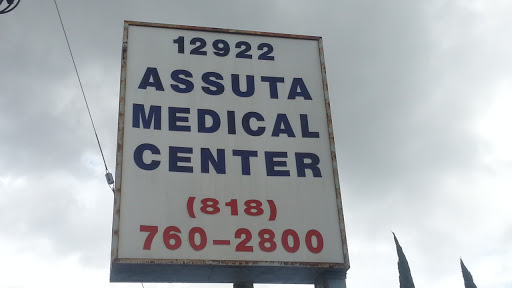 12922
ASSUTA
MEDICAL
CENTER
(818)
760-2800